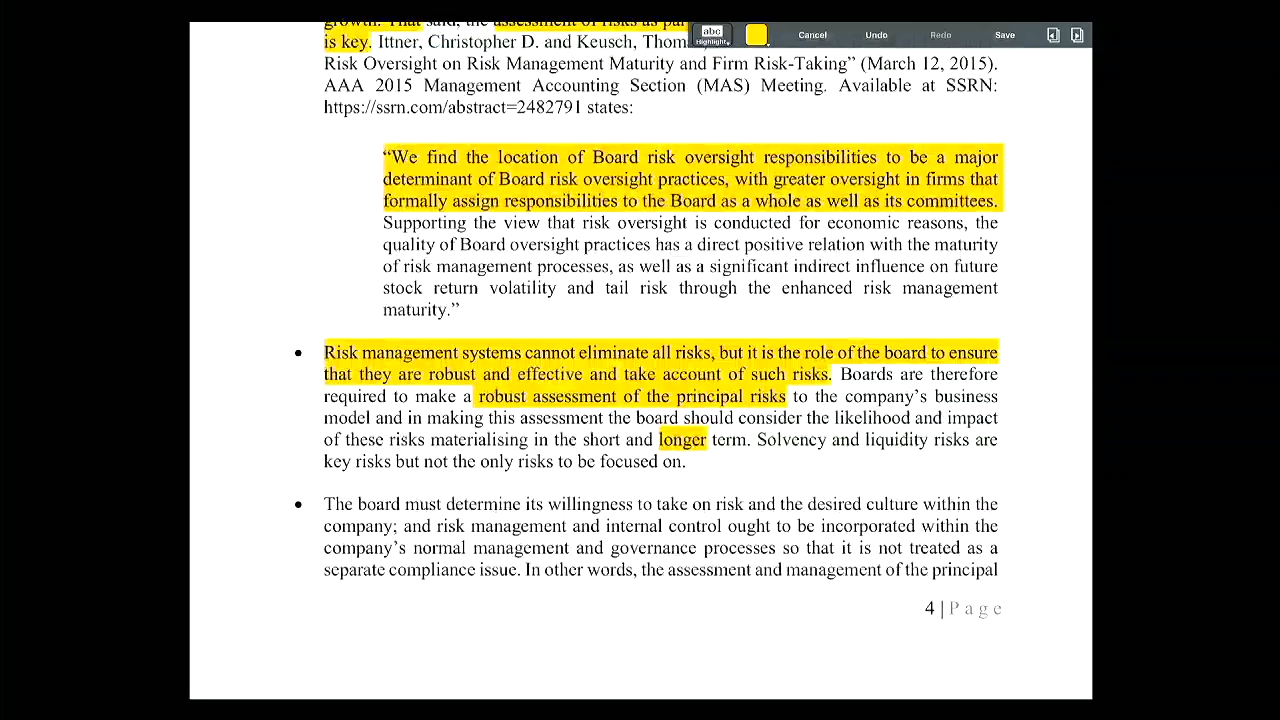 growth. That said, the assessment of risks as par
abc
Highlight
Cancel
Undo
Redo
Save
is key. Ittner, Christopher D. and Keusch, Thomas,
Risk Oversight on Risk Management Maturity and Firm Risk-Taking” (March 12, 2015).
AAA 2015 Management Accounting Section (MAS) Meeting. Available at SSRN:
https://ssrn.com/abstract=2482791 states:
“We find the location of Board risk oversight responsibilities to be a major
determinant of Board risk oversight practices, with greater oversight in firms that
formally assign responsibilities to the Board as a whole as well as its committees.
Supporting the view that risk oversight is conducted for economic reasons, the
quality of Board oversight practices has a direct positive relation with the maturity
of risk management processes, as well as a significant indirect influence on future
stock return volatility and tail risk through the enhanced risk management
maturity.”
• Risk management systems cannot eliminate all risks, but it is the role of the board to ensure
that they are robust and effective and take account of such risks. Boards are therefore
required to make a robust assessment of the principal risks to the company’s business
model and in making this assessment the board should consider the likelihood and impact
of these risks materialising in the short and longer term. Solvency and liquidity risks are
key risks but not the only risks to be focused on.
• The board must determine its willingness to take on risk and the desired culture within the
company; and risk management and internal control ought to be incorporated within the
company’s normal management and governance processes so that it is not treated as a
separate compliance issue. In other words, the assessment and management of the principal
4 | Page